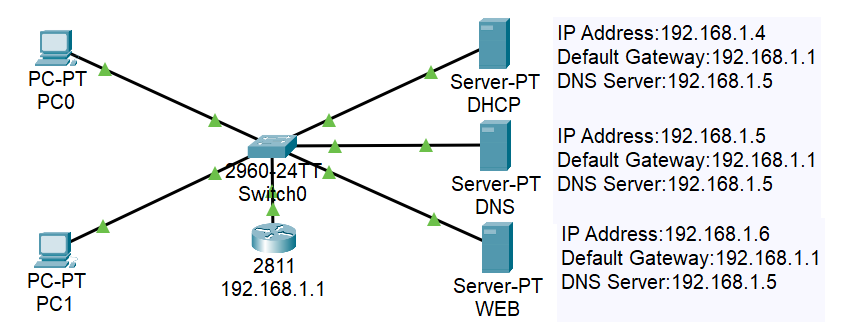 PC-PT
PC0
Server-PT
DHCP
IP Address:192.168.1.4
Default Gateway:192.168.1.1
DNS Server:192.168.1.5
2960-24TT
Switch0
Server-PT
DNS
IP Address:192.168.1.5
Default Gateway:192.168.1.1
DNS Server:192.168.1.5
PC-PT
PC1
2811
192.168.1.1
Server-PT
WEB
IP Address:192.168.1.6
Default Gateway:192.168.1.1
DNS Server:192.168.1.5